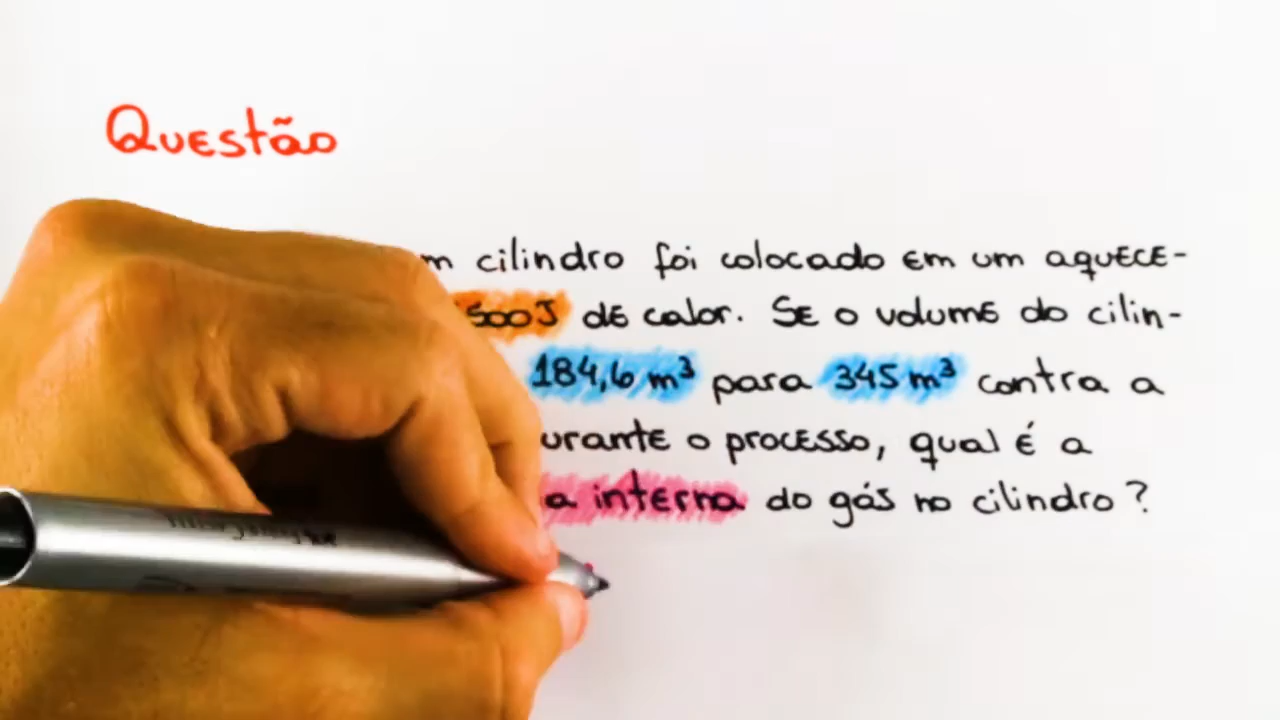 Questão
cilindro foi colocado em um aquece-
500J de calor. Se o volume do cilin-
184,6 m³ para 345 m³ contra a
o processo, qual é a
a interna do gás no cilindro?